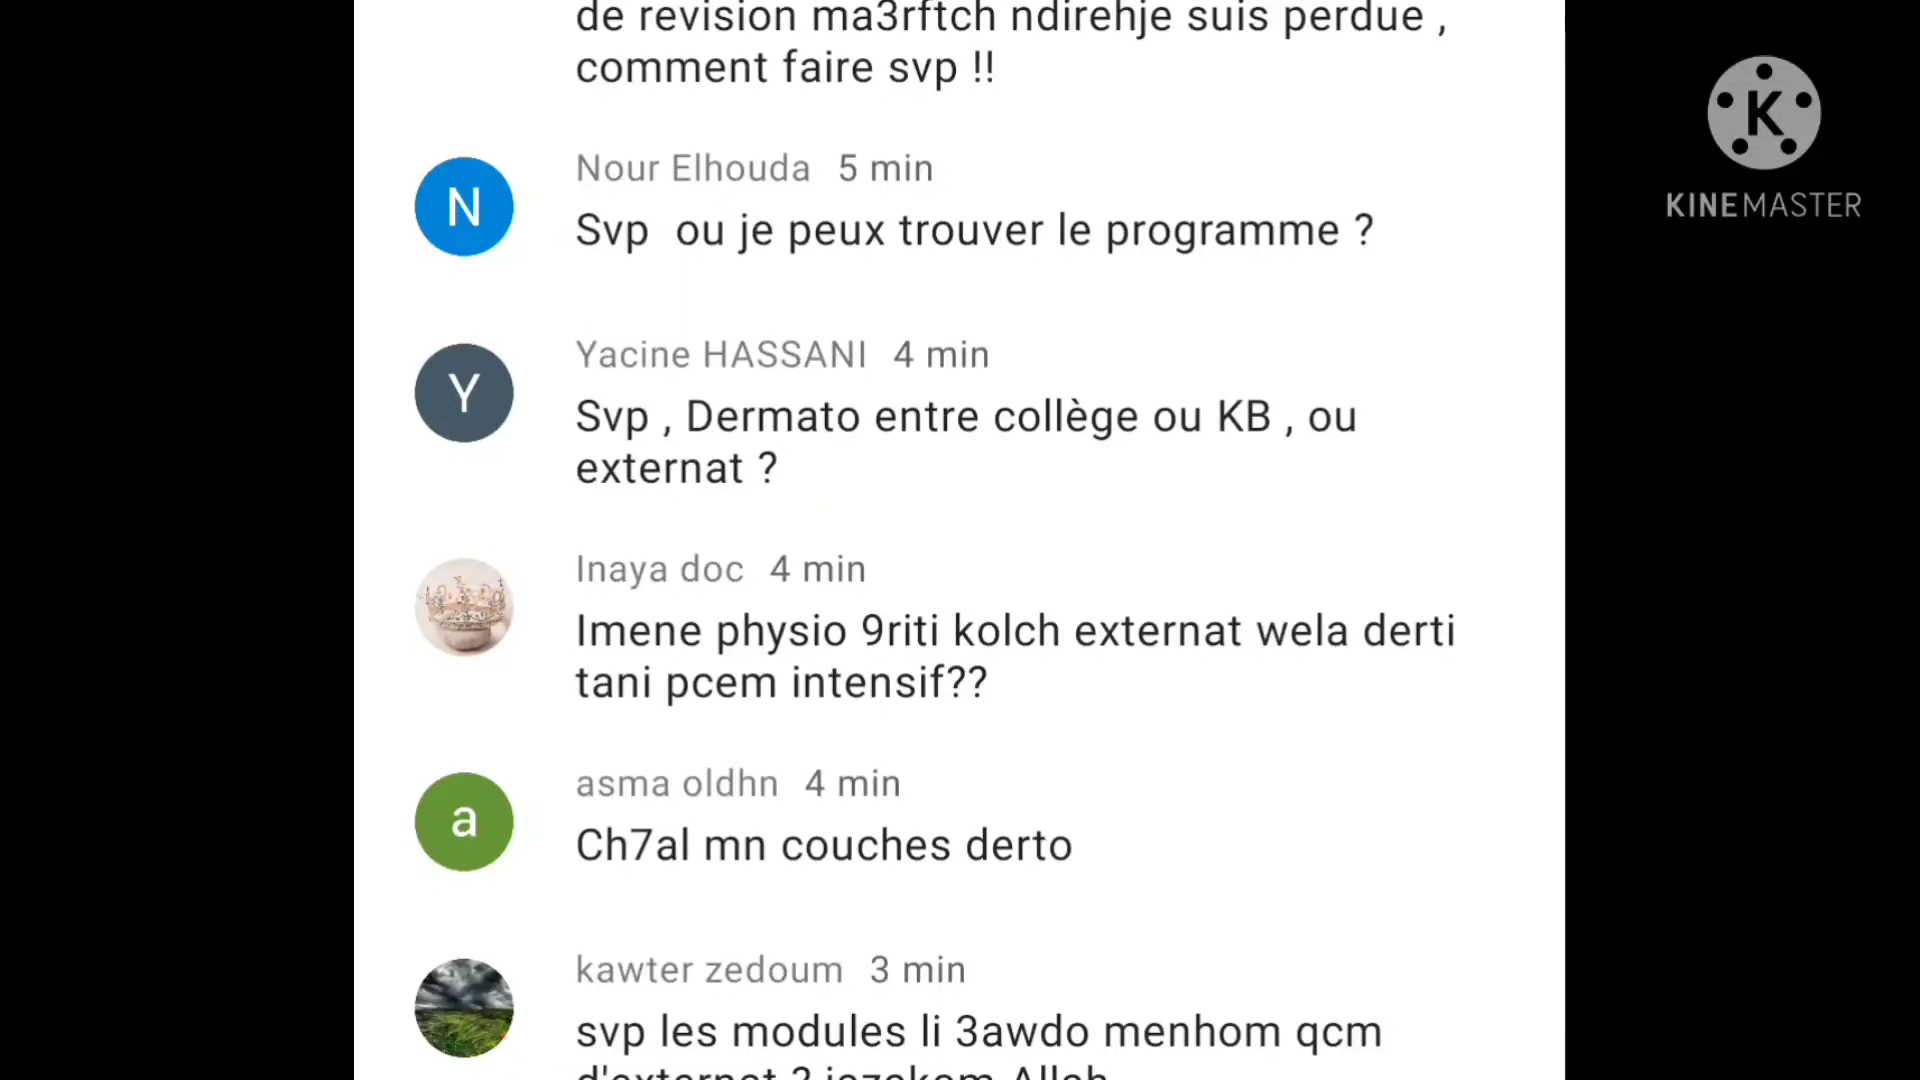 de revision ma3rftch ndirehje suis perdue ,
comment faire svp !!
Nour Elhouda 5 min
N
Svp ou je peux trouver le programme ?
Yacine HASSANI 4 min
Y
Svp , Dermato entre collège ou KB , ou
externat ?
Inaya doc 4 min
Imene physio 9riti kolch externat wela derti
tani pcem intensif??
asma oldhn 4 min
a
Ch7al mn couches derto
kawter zedoum 3 min
svp les modules li 3awdo menhom qcm
d'externat ? jazakom Allah
K
KINEMASTER